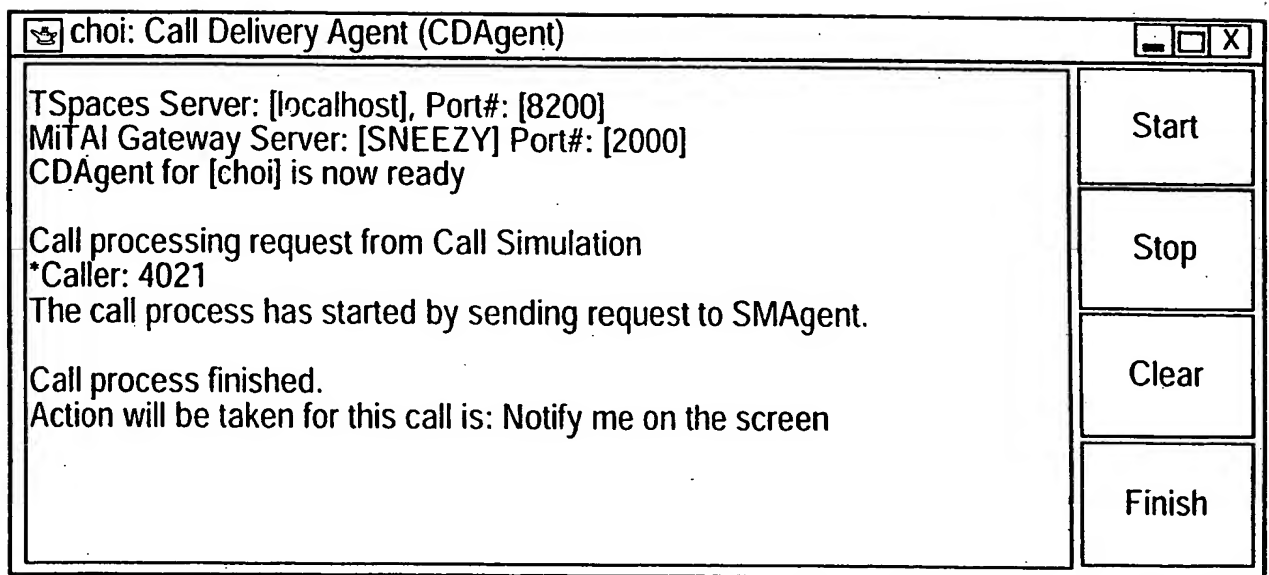 choi: Call Delivery Agent (CDAgent)
X
TSpaces Server: [localhost], Port#: [8200]
MiTAI Gateway Server: [SNEEZY] Port#: [2000]
CDAgent for [choi] is now ready
Call processing request from Call Simulation
*Caller: 4021
The call process has started by sending request to SMAgent.
Call process finished.
Action will be taken for this call is: Notify me on the screen
Start
Stop
Clear
Finish